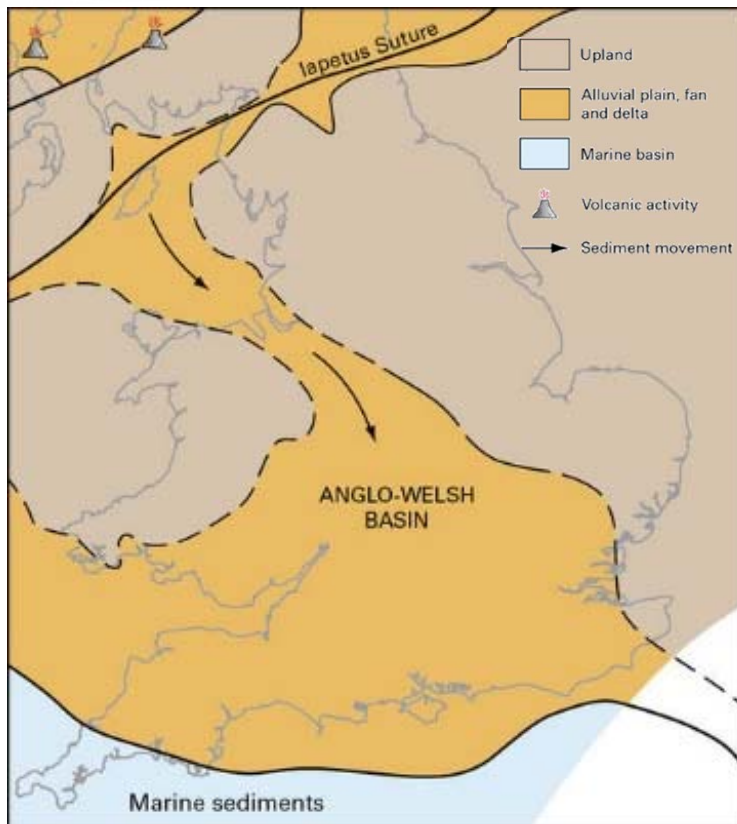 Iapetus Suture
Upland
Alluvial plain, fan
and delta
Marine basin
Volcanic activity
Sediment movement
ANGLO-WELSH
BASIN
Marine sediments